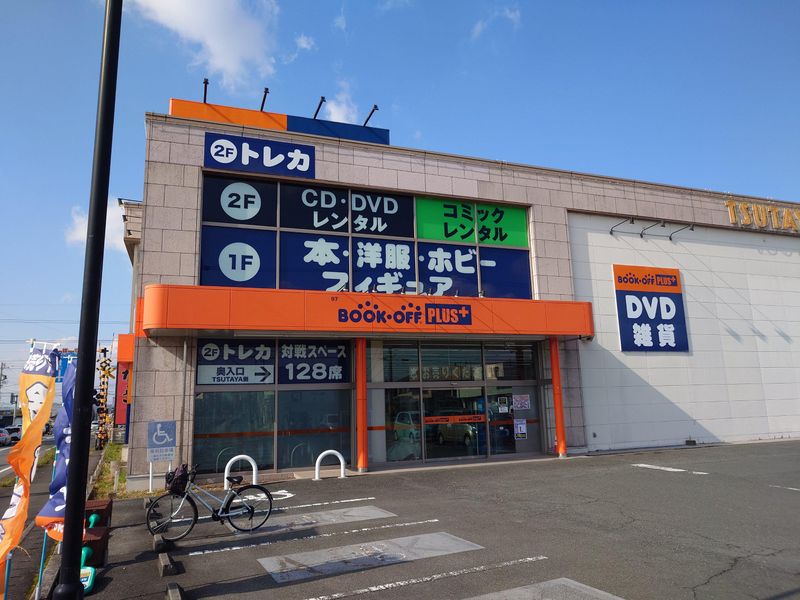 2F トレカ
2F
CD・DVD
レンタル
コミック
レンタル
1F
本・洋服・ホビー
フィギュア
TSUTAYA
BOOK・OFF PLUS+
DVD
雑貨
97
BOOK・OFF PLUS+
2F トレカ
奥入口
TSUTAYA側
対戦スペース
128席